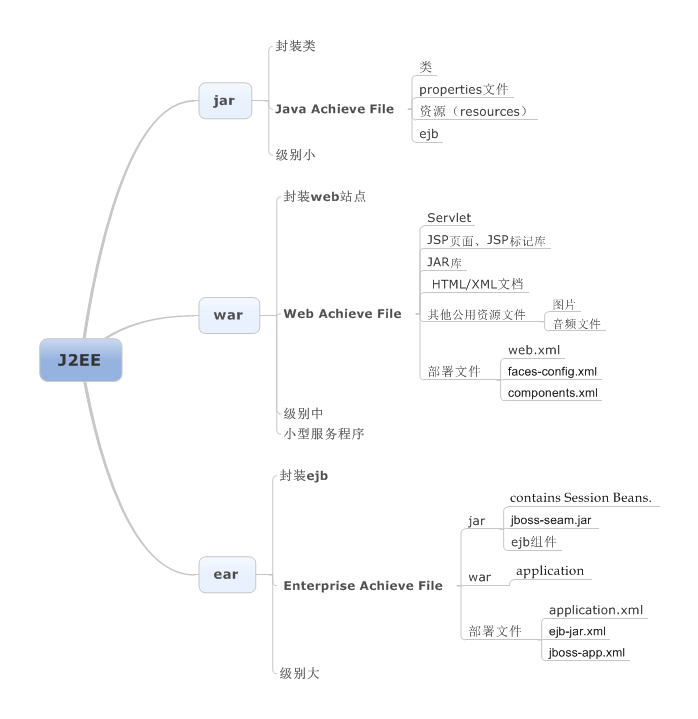 J2EE
jar
封装类
Java Achieve File
类
properties文件
资源（resources）
ejb
级别小
war
封装web站点
Web Achieve File
Servlet
JSP页面、JSP标记库
JAR库
HTML/XML文档
其他公用资源文件
图片
音频文件
部署文件
web.xml
faces-config.xml
components.xml
级别中
小型服务程序
ear
封装ejb
Enterprise Achieve File
jar
contains Session Beans.
jboss-seam.jar
ejb组件
war
application
部署文件
application.xml
ejb-jar.xml
jboss-app.xml
级别大